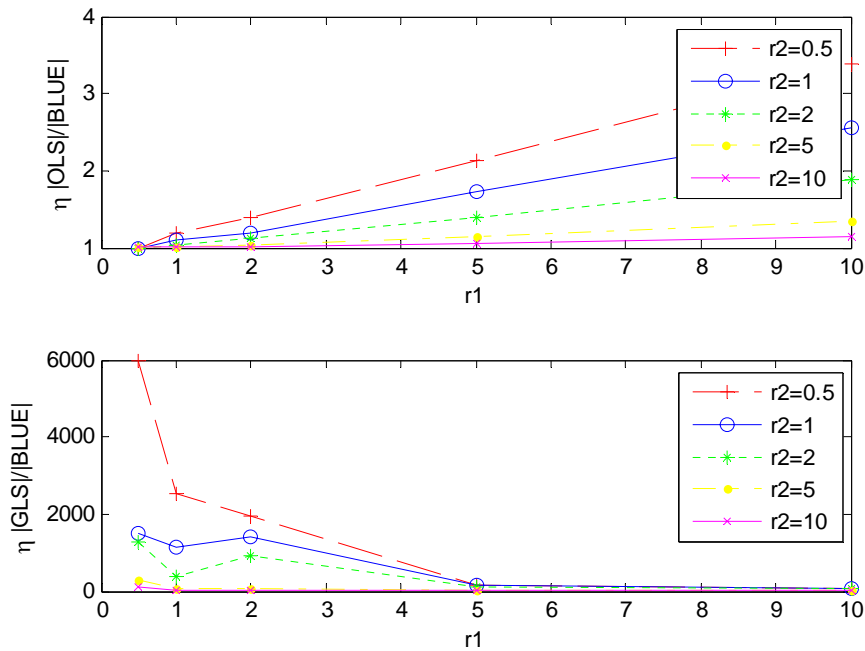 4
3
2
1
η |OLS|/|BLUE|
0 1 2 3 4 5 6 7 8 9 10
r1
r2=0.5
r2=1
r2=2
r2=5
r2=10
6000
4000
2000
0
η |GLS|/|BLUE|
0 1 2 3 4 5 6 7 8 9 10
r1
r2=0.5
r2=1
r2=2
r2=5
r2=10